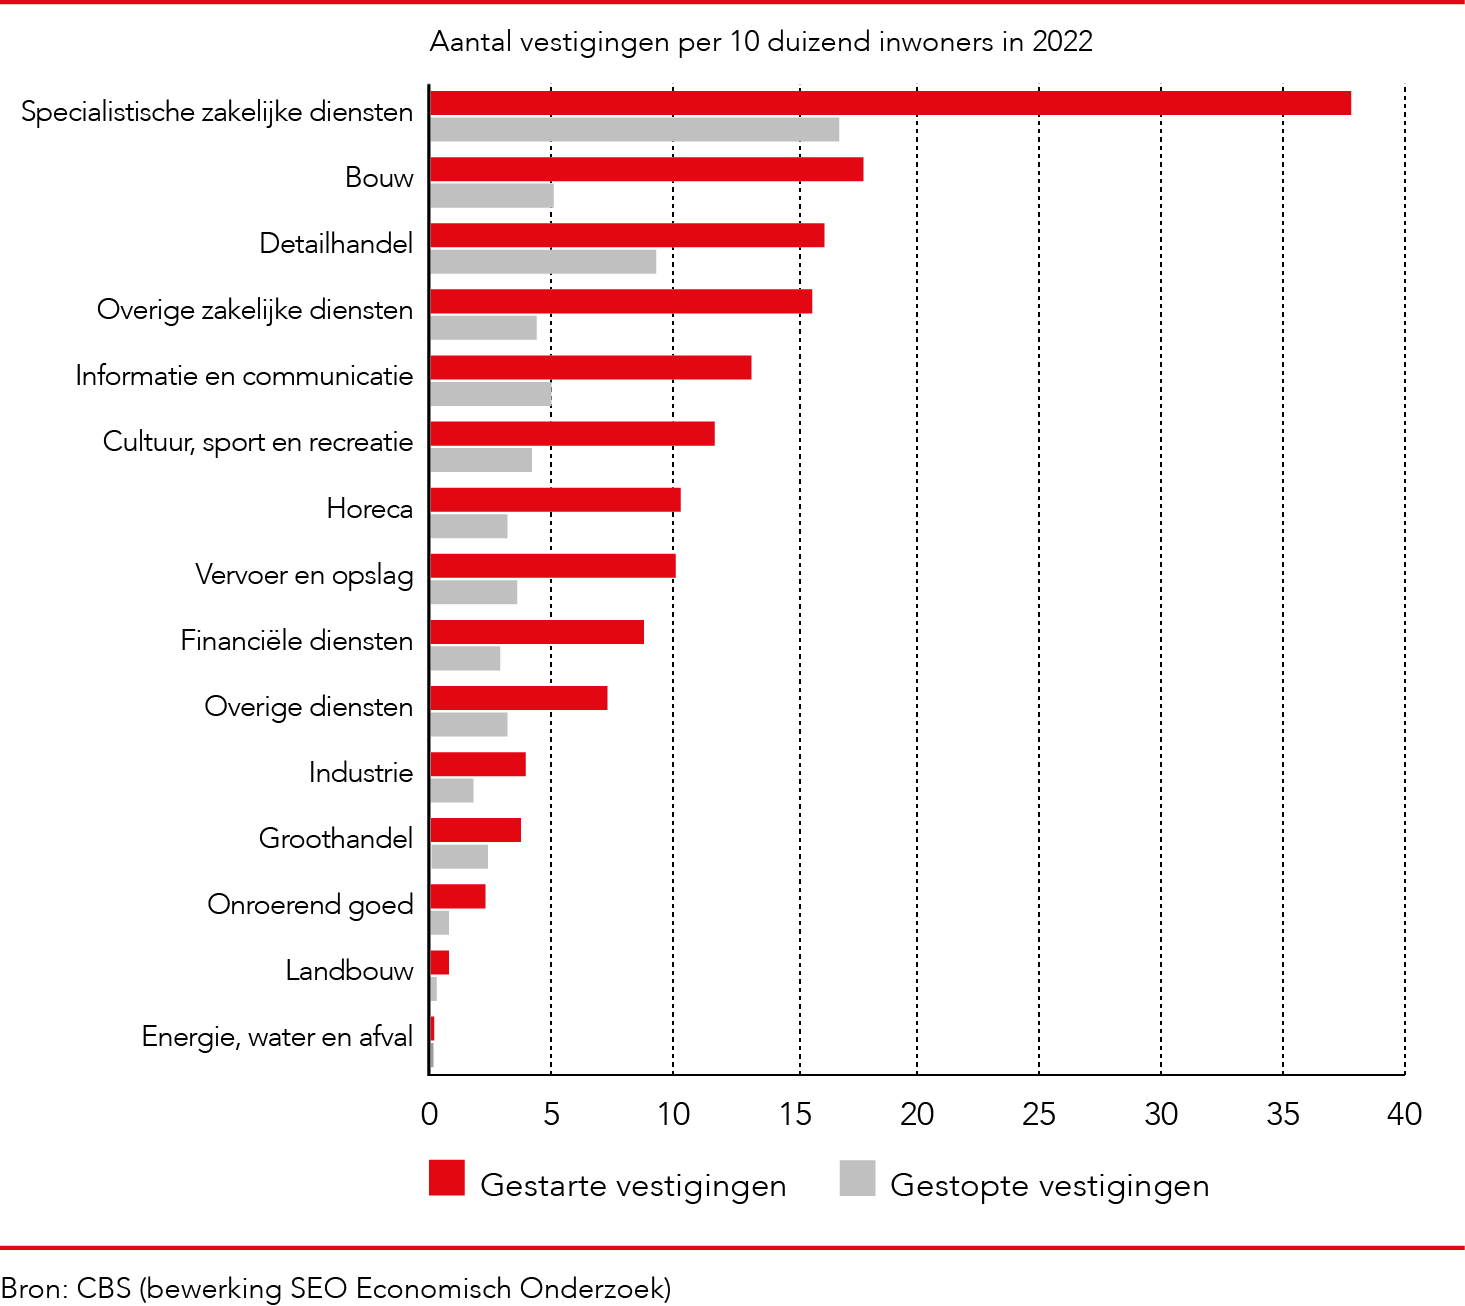 Aantal vestigingen per 10 duizend inwoners in 2022
Specialistische zakelijke diensten
Bouw
Detailhandel
Overige zakelijke diensten
Informatie en communicatie
Cultuur, sport en recreatie
Horeca
Vervoer en opslag
Financiële diensten
Overige diensten
Industrie
Groothandel
Onroerend goed
Landbouw
Energie, water en afval
0 5 10 15 20 25 30 35 40
Gestarte vestigingen Gestopte vestigingen
Bron: CBS (bewerking SEO Economisch Onderzoek)